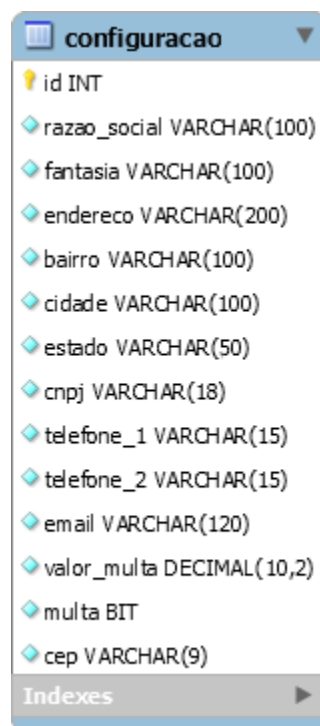 configuracao
id INT
razao_social VARCHAR(100)
fantasia VARCHAR(100)
endereco VARCHAR(200)
bairro VARCHAR(100)
cidade VARCHAR(100)
estado VARCHAR(50)
cnpj VARCHAR(18)
telefone_1 VARCHAR(15)
telefone_2 VARCHAR(15)
email VARCHAR(120)
valor_multa DECIMAL(10,2)
multa BIT
cep VARCHAR(9)
Indexes